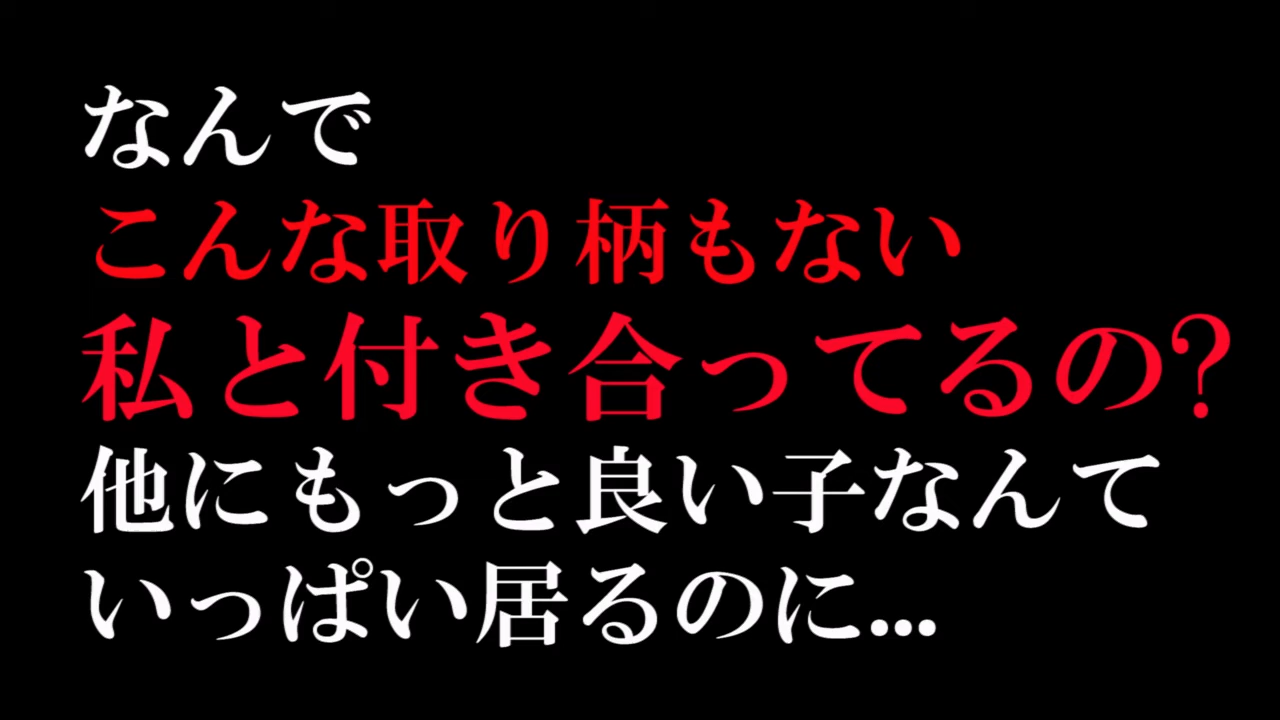 なんで
こんな取り柄もない
私と付き合ってるの?
他にもっと良い子なんて
いっぱい居るのに...